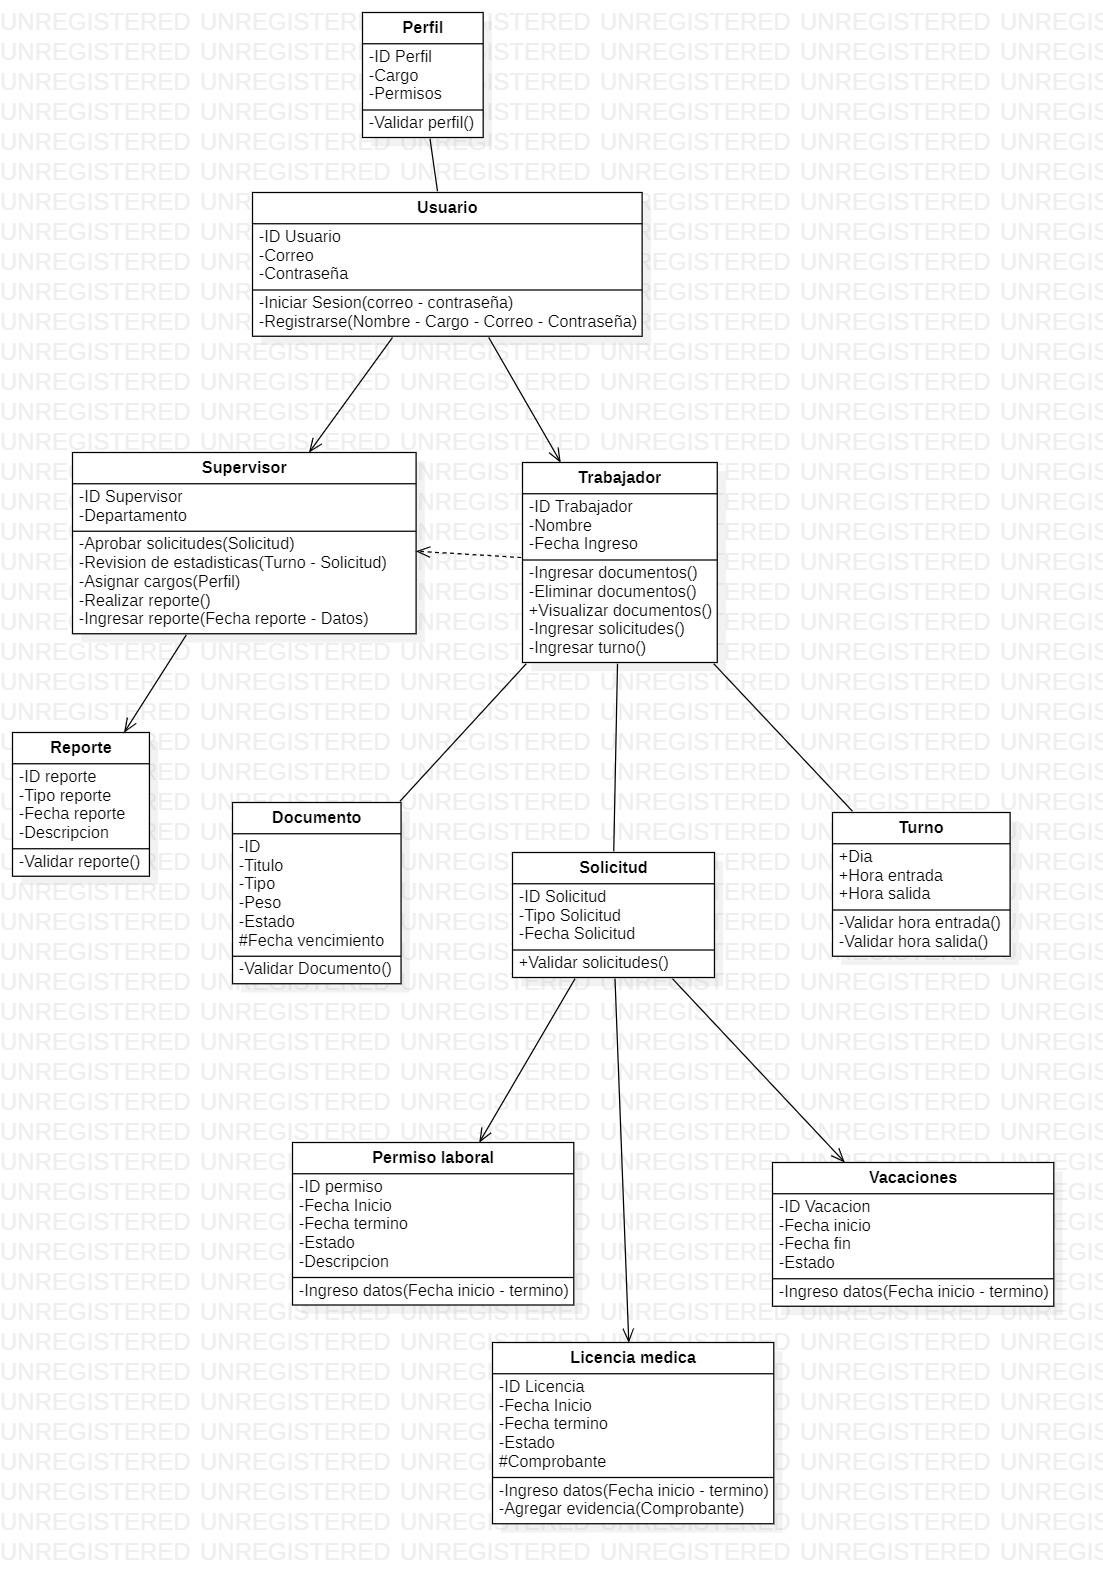 Perfil
-ID Perfil
-Cargo
-Permisos
-Validar perfil()
Usuario
-ID Usuario
-Correo
-Contraseña
-Iniciar Sesion(correo - contraseña)
-Registrarse(Nombre - Cargo - Correo - Contraseña)
Supervisor
-ID Supervisor
-Departamento
-Aprobar solicitudes(Solicitud)
-Revision de estadisticas(Turno - Solicitud)
-Asignar cargos(Perfil)
-Realizar reporte()
-Ingresar reporte(Fecha reporte - Datos)
Trabajador
-ID Trabajador
-Nombre
-Fecha Ingreso
-Ingresar documentos()
-Eliminar documentos()
+Visualizar documentos()
-Ingresar solicitudes()
-Ingresar turno()
Reporte
-ID reporte
-Tipo reporte
-Fecha reporte
-Descripcion
-Validar reporte()
Documento
-ID
-Titulo
-Tipo
-Peso
-Estado
#Fecha vencimiento
-Validar Documento()
Solicitud
-ID Solicitud
-Tipo Solicitud
-Fecha Solicitud
+Validar solicitudes()
Turno
+Dia
+Hora entrada
+Hora salida
-Validar hora entrada()
-Validar hora salida()
Permiso laboral
-ID permiso
-Fecha Inicio
-Fecha termino
-Estado
-Descripcion
-Ingreso datos(Fecha inicio - termino)
Vacaciones
-ID Vacacion
-Fecha inicio
-Fecha fin
-Estado
-Ingreso datos(Fecha inicio - termino)
Licencia medica
-ID Licencia
-Fecha Inicio
-Fecha termino
-Estado
#Comprobante
-Ingreso datos(Fecha inicio - termino)
-Agregar evidencia(Comprobante)
UNREGISTERED